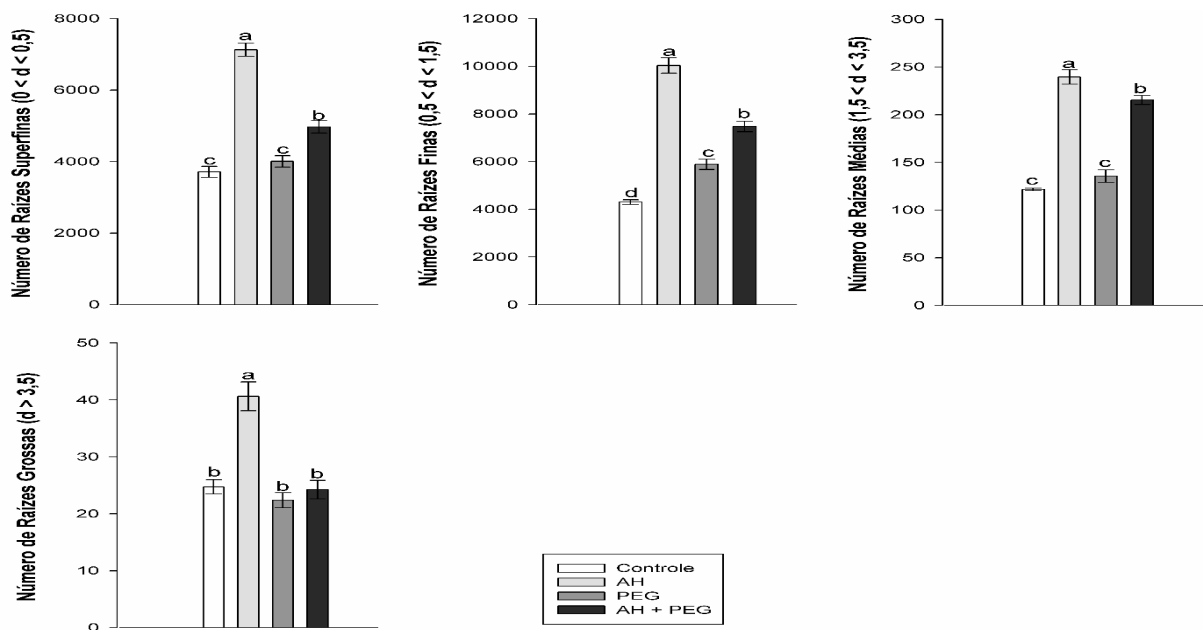 Número de Raízes Superfinas (0 < d < 0,5)
8000
6000
4000
2000
0
c
a
c
b
Número de Raízes Finas (0,5 < d < 1,5)
12000
10000
8000
6000
4000
2000
0
d
a
c
b
Número de Raízes Médias (1,5 < d < 3,5)
300
250
200
150
100
50
0
c
a
c
b
Número de Raízes Grossas (d > 3,5)
50
40
30
20
10
0
b
a
b
b
Controle
AH
PEG
AH + PEG